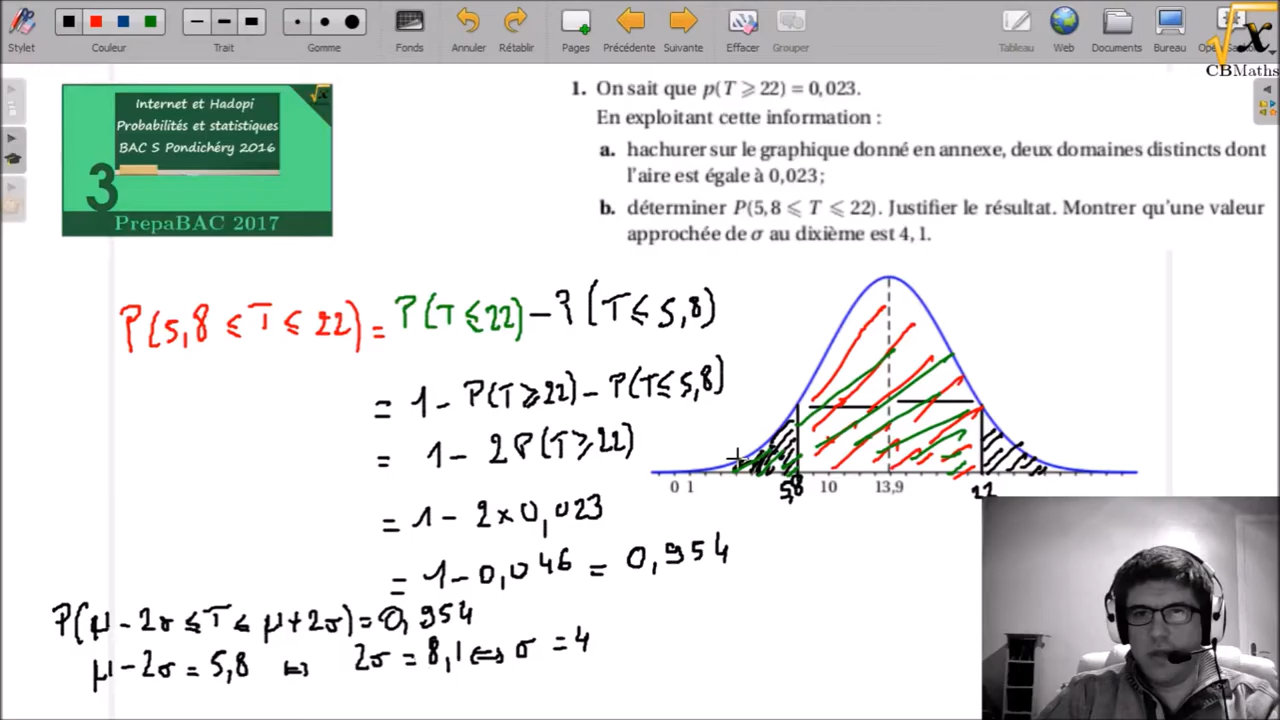 Couleur Trait Gomme
Stylet Fonds Annuler Rétablir Pages Précédente Suivante Effacer Grouper Tableau Web Documents Bureau
√x
CBMaths
Internet et Hadopi
Probabilités et statistiques
BAC S Pondichéry 2016
3
PrepaBAC 2017
1. On sait que p(T ⩾ 22) = 0,023.
En exploitant cette information :
a. hachurer sur le graphique donné en annexe, deux domaines distincts dont
l'aire est égale à 0,023;
b. déterminer P(5,8 ⩽ T ⩽ 22). Justifier le résultat. Montrer qu'une valeur
approchée de σ au dixième est 4,1.
P(5,8 ⩽ T ⩽ 22) = P(T ⩽ 22) - P(T ⩽ 5,8)
= 1 - P(T ⩾ 22) - P(T ⩽ 5,8)
= 1 - 2P(T ⩾ 22)
= 1 - 2×0,023
= 1 - 0,046 = 0,954
P(μ - 2σ ⩽ T ⩽ μ + 2σ) = 0,954
μ - 2σ = 5,8 ⇔ 2σ = 8,1 ⇔ σ = 4
0 1 5,8 10 13,9 22